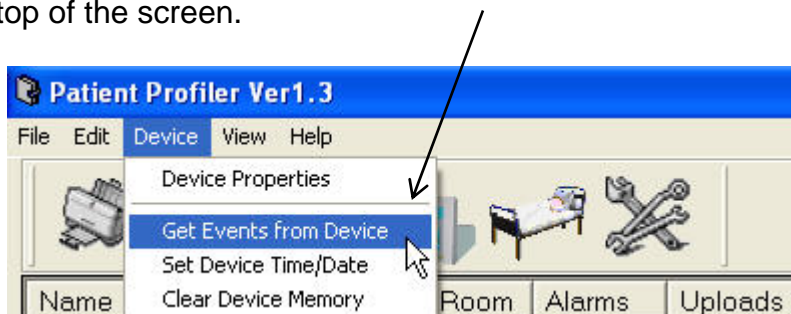 top of the screen.
Patient Profiler Ver1.3
File Edit Device View Help
Device Properties
Get Events from Device
Set Device Time/Date
Clear Device Memory
Name Room Alarms Uploads